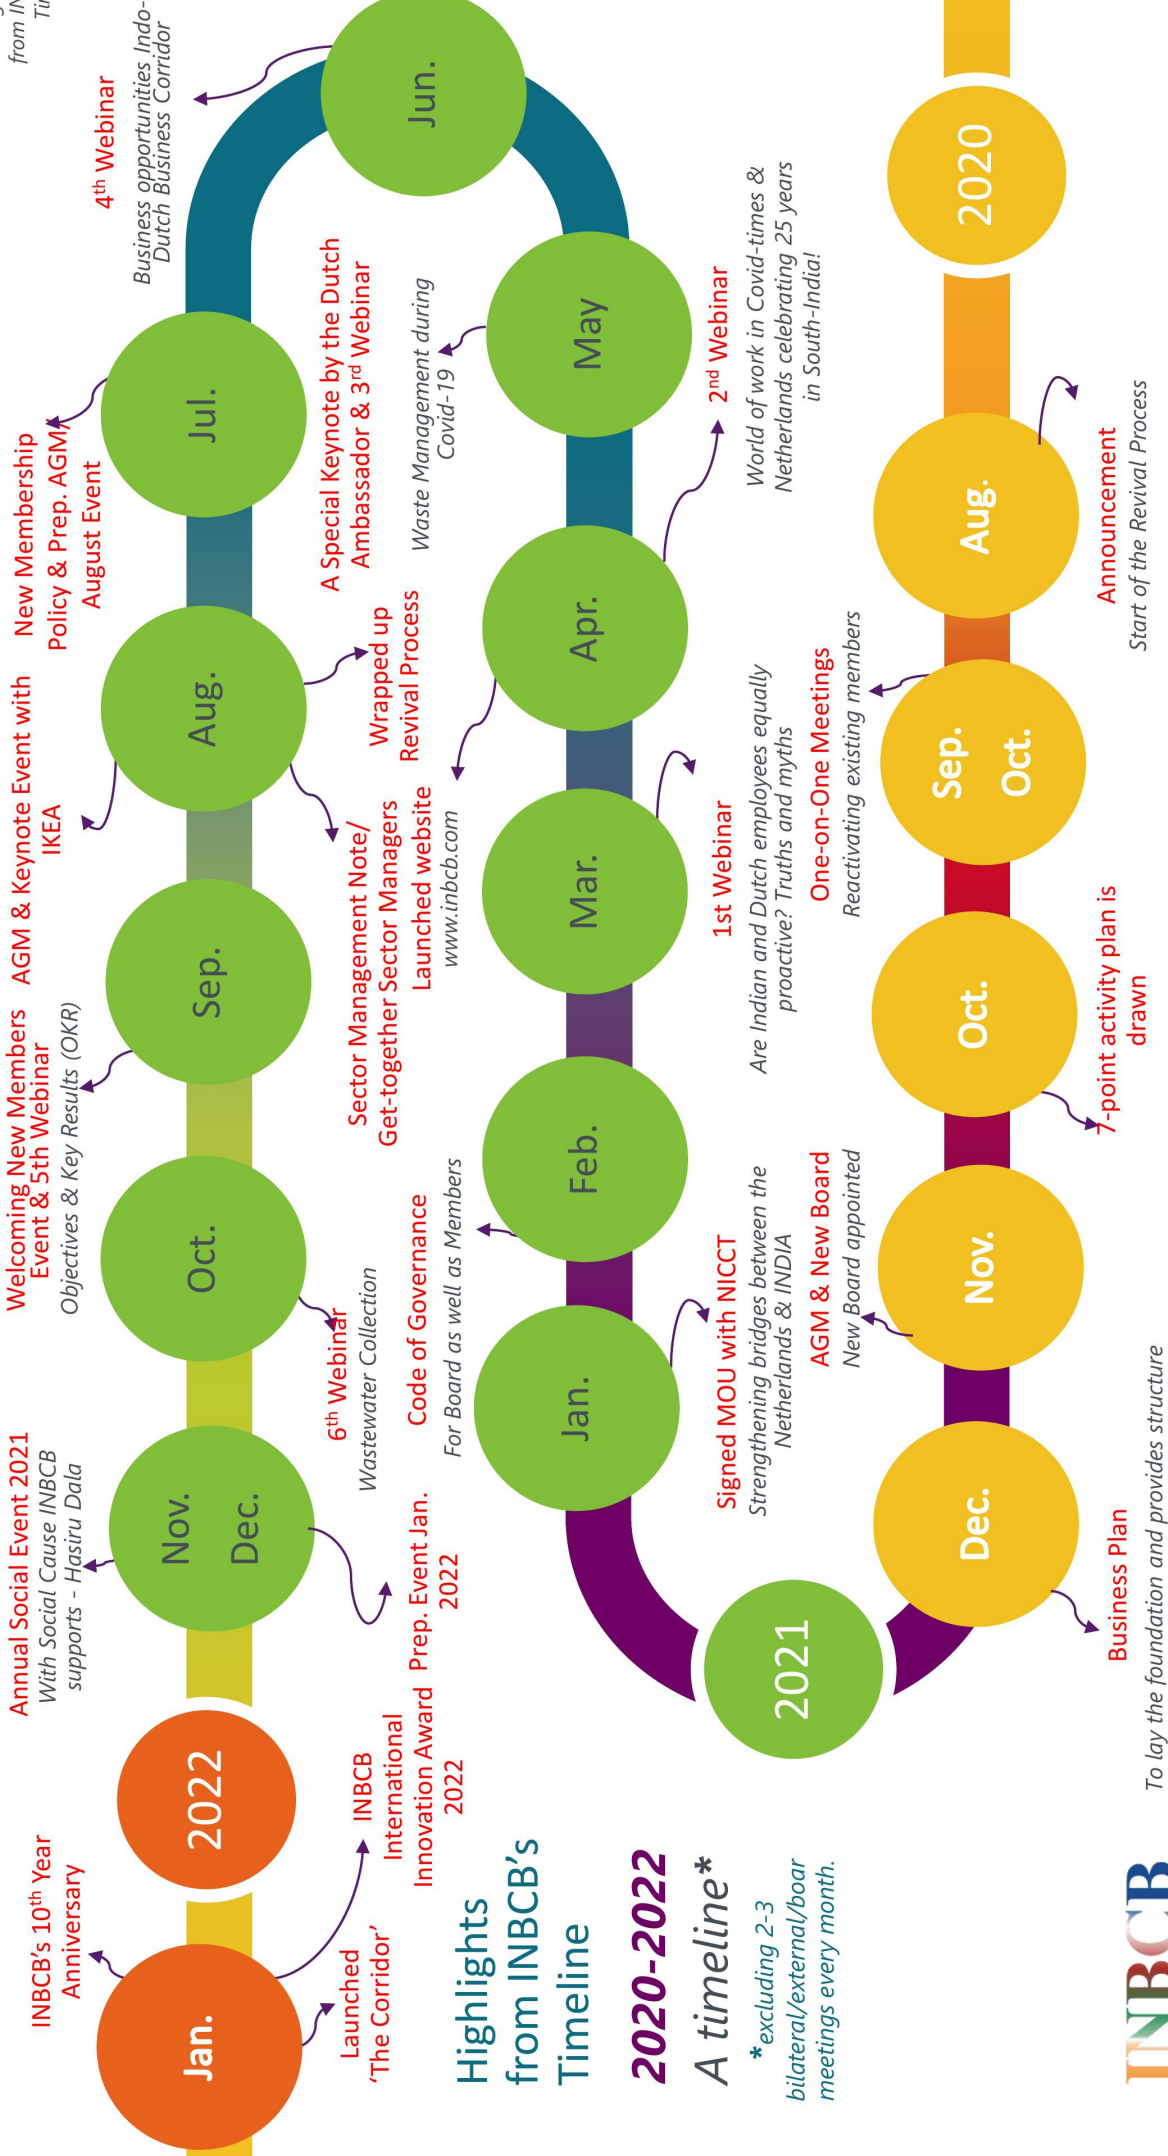 INBCB's 10th Year
Anniversary
Jan.
Launched
'The Corridor'
INBCB
International
Innovation Award
2022
2022
Annual Social Event 2021
With Social Cause INBCB
supports - Hasiru Dala
Nov.
Dec.
Prep. Event Jan.
2022
Oct.
6th Webinar
Wastewater Collection
Welcoming New Members
Event & 5th Webinar
Objectives & Key Results (OKR)
Sep.
AGM & Keynote Event with
IKEA
Aug.
Sector Management Note/
Get-together Sector Managers
Wrapped up
Revival Process
New Membership
Policy & Prep. AGM/
August Event
Jul.
4th Webinar
Business opportunities Indo-
Dutch Business Corridor
Jun.
A Special Keynote by the Dutch
Ambassador & 3rd Webinar
Waste Management during
Covid-19
May
Launched website
www.inbcb.com
Apr.
2nd Webinar
World of work in Covid-times &
Netherlands celebrating 25 years
in South-India!
Mar.
1st Webinar
Are Indian and Dutch employees equally
proactive? Truths and myths
Code of Governance
For Board as well as Members
Feb.
Jan.
Signed MOU with NICCT
Strengthening bridges between the
Netherlands & INDIA
Highlights
from INBCB's
Timeline
2020-2022
A timeline*
*excluding 2-3
bilateral/external/boar
meetings every month.
2021
Dec.
Business Plan
To lay the foundation and provides structure
AGM & New Board
New Board appointed
Nov.
Oct.
7-point activity plan is
drawn
One-on-One Meetings
Reactivating existing members
Sep.
Oct.
Aug.
Announcement
Start of the Revival Process
2020
INBCB